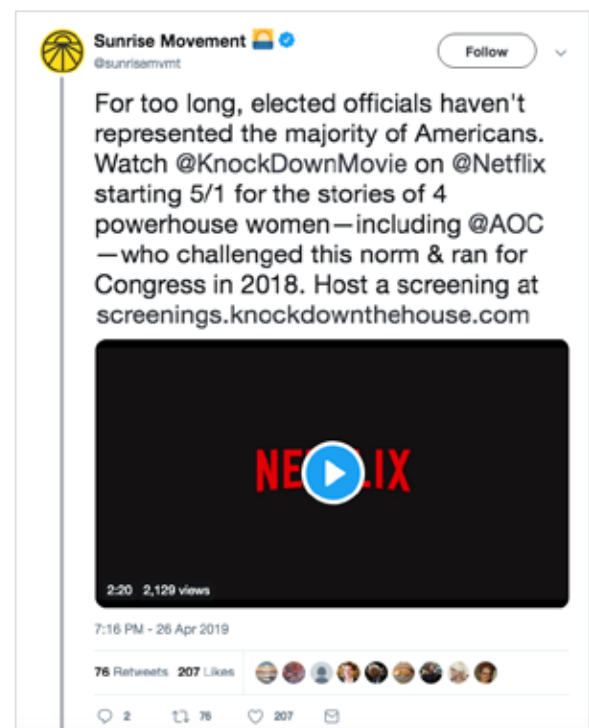 Sunrise Movement
@sunrisemvmt
Follow
For too long, elected officials haven't
represented the majority of Americans.
Watch @KnockDownMovie on @Netflix
starting 5/1 for the stories of 4
powerhouse women—including @AOC
—who challenged this norm & ran for
Congress in 2018. Host a screening at
screenings.knockdownthehouse.com
NE LIX
2:20 2,129 views
7:16 PM - 26 Apr 2019
76 Retweets 207 Likes
2 76 207